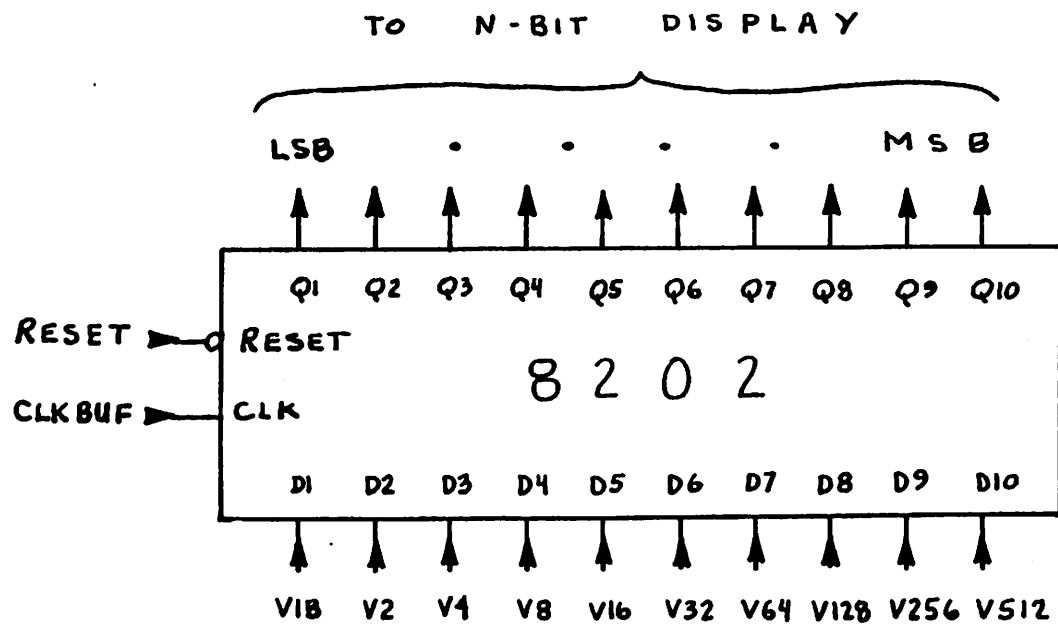 TO N-BIT DISPLAY
LSB . . . . MSB
Q1 Q2 Q3 Q4 Q5 Q6 Q7 Q8 Q9 Q10
RESET RESET
8202
CLKBUF CLK
D1 D2 D3 D4 D5 D6 D7 D8 D9 D10
V1B V2 V4 V8 V16 V32 V64 V128 V256 V512